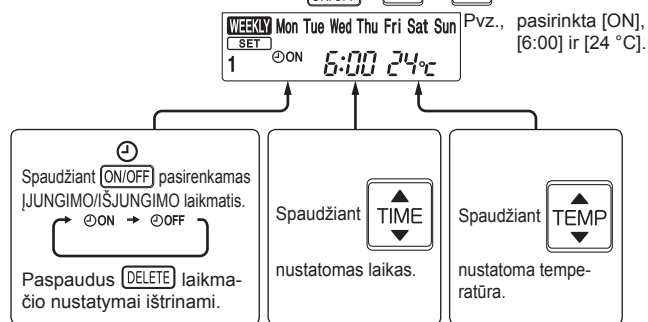 WEEKLY Mon Tue Wed Thu Fri Sat Sun
SET
1 ON 6:00 24°C
Pvz., pasirinkta [ON],
[6:00] ir [24 °C].
Spaudžiant ON/OFF pasirenkamas
ĮJUNGIMO/IŠJUNGIMO laikmatis.
ON → OFF
Paspaudus DELETE laikma-
čio nustatymai ištrinami.
Spaudžiant TIME
nustatomas laikas.
Spaudžiant TEMP
nustatoma tempe-
ratūra.